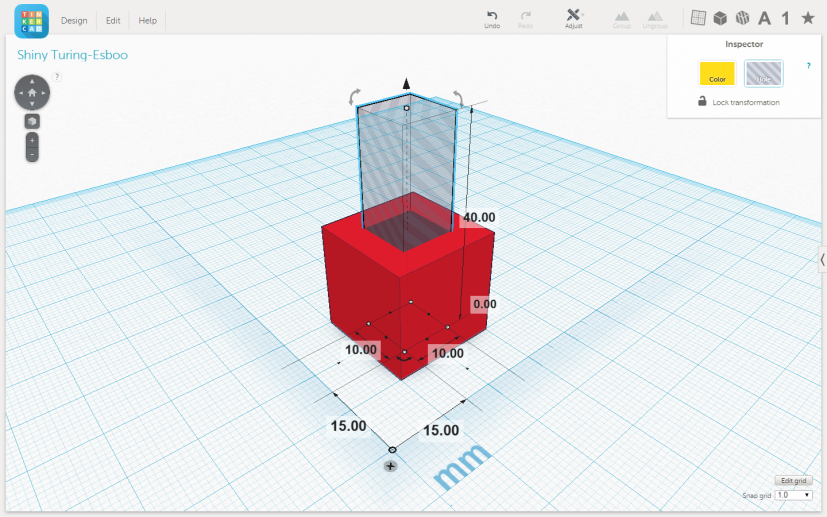 TIN
KER
CAD
Design
Edit
Help
Undo
Redo
Adjust
Group
Ungroup
A
1
Shiny Turing-Esboo
?
Inspector
Color
Hole
?
Lock transformation
40.00
0.00
10.00
10.00
15.00
15.00
mm
Edit grid
Snap grid
1.0